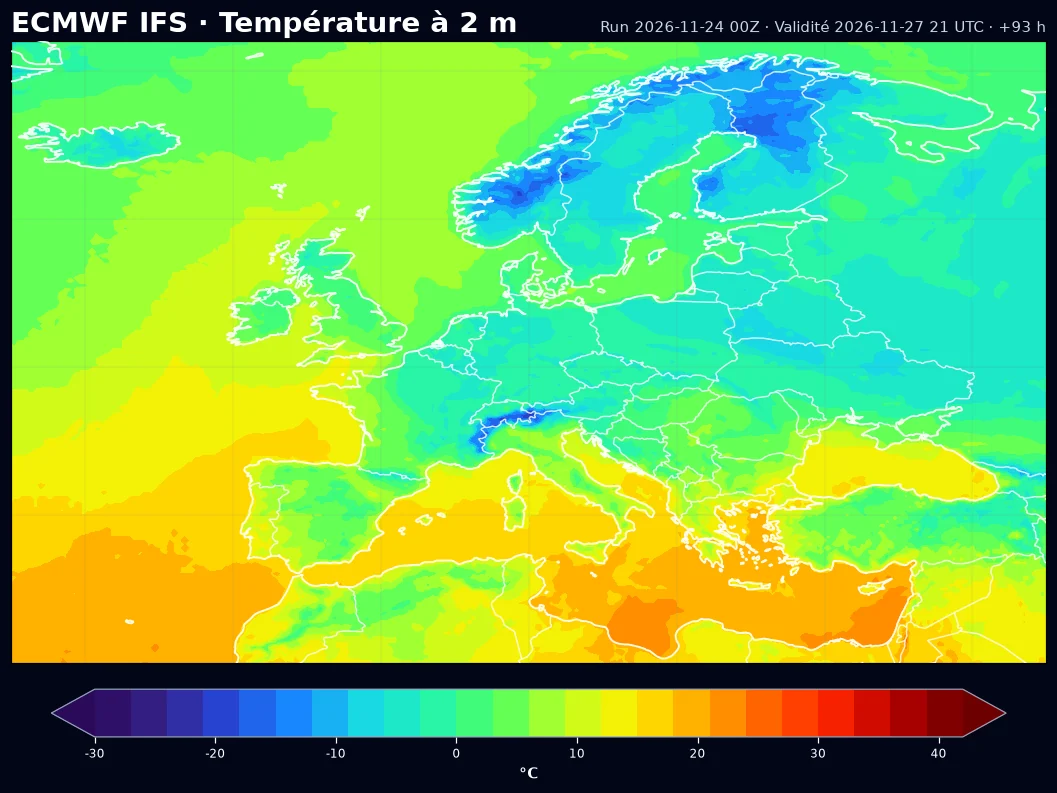 ECMWF IFS · Température à 2 m
Run 2026-11-24 00Z · Validité 2026-11-27 21 UTC · +93 h
-30 -20 -10 0 10 20 30 40
°C